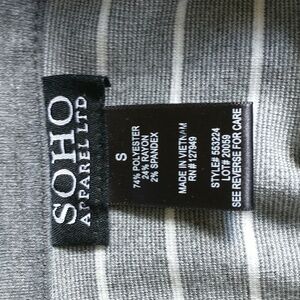 SOHO
APPAREL LTD
S
74% POLYESTER
24% RAYON
2% SPANDEX
MADE IN VIETNAM
RN# 127949
STYLE# 553224
LOT# 20059
SEE REVERSE FOR CARE